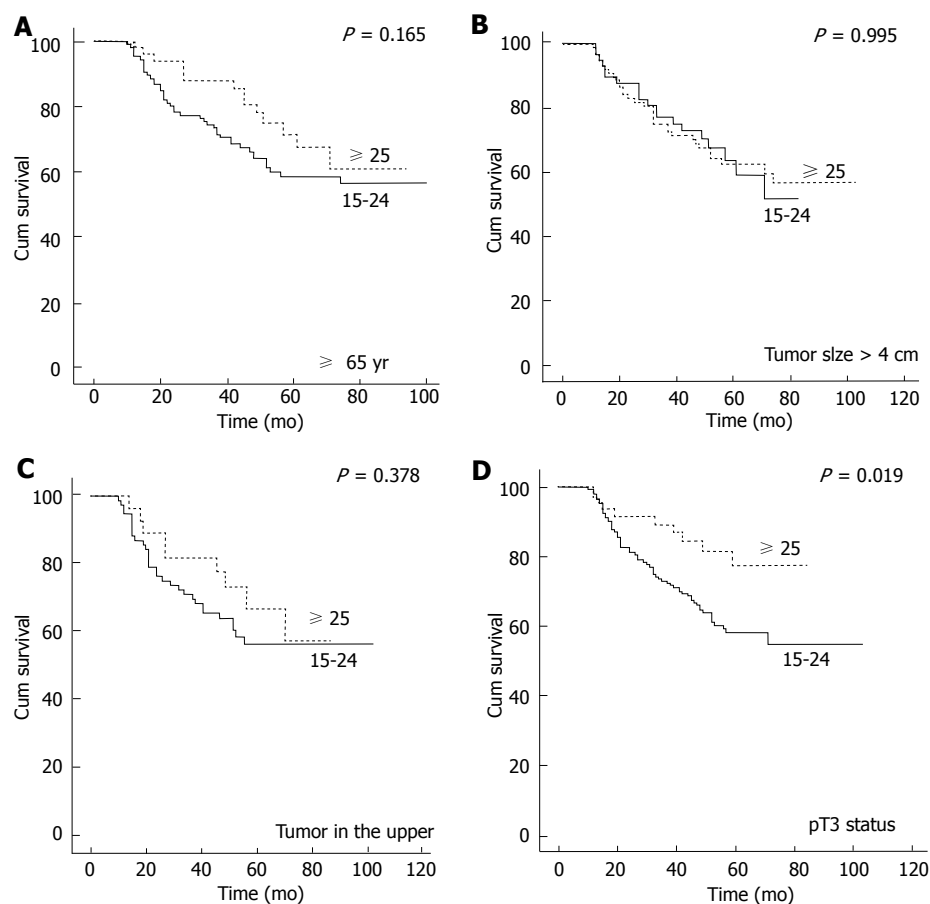 A
P = 0.165
100
80
60
40
20
0
Cum survival
≥ 25
15-24
≥ 65 yr
0 20 40 60 80 100
Time (mo)
B
P = 0.995
100
80
60
40
20
0
Cum survival
≥ 25
15-24
Tumor slze > 4 cm
0 20 40 60 80 100 120
Time (mo)
C
P = 0.378
100
80
60
40
20
0
Cum survival
≥ 25
15-24
Tumor in the upper
0 20 40 60 80 100 120
Time (mo)
D
P = 0.019
100
80
60
40
20
0
Cum survival
≥ 25
15-24
pT3 status
0 20 40 60 80 100 120
Time (mo)